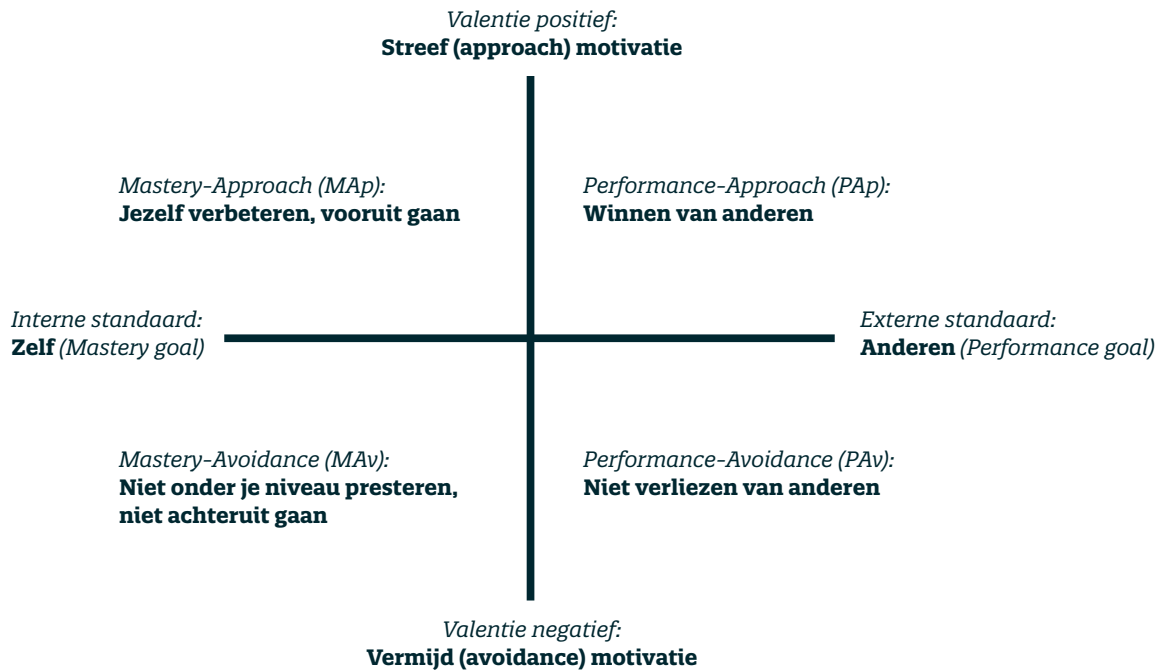 Valentie positief:
Streef (approach) motivatie
Mastery-Approach (MAp):
Jezelf verbeteren, vooruit gaan
Performance-Approach (PAp):
Winnen van anderen
Interne standaard:
Zelf (Mastery goal)
Externe standaard:
Anderen (Performance goal)
Mastery-Avoidance (MAv):
Niet onder je niveau presteren,
niet achteruit gaan
Performance-Avoidance (PAv):
Niet verliezen van anderen
Valentie negatief:
Vermijd (avoidance) motivatie